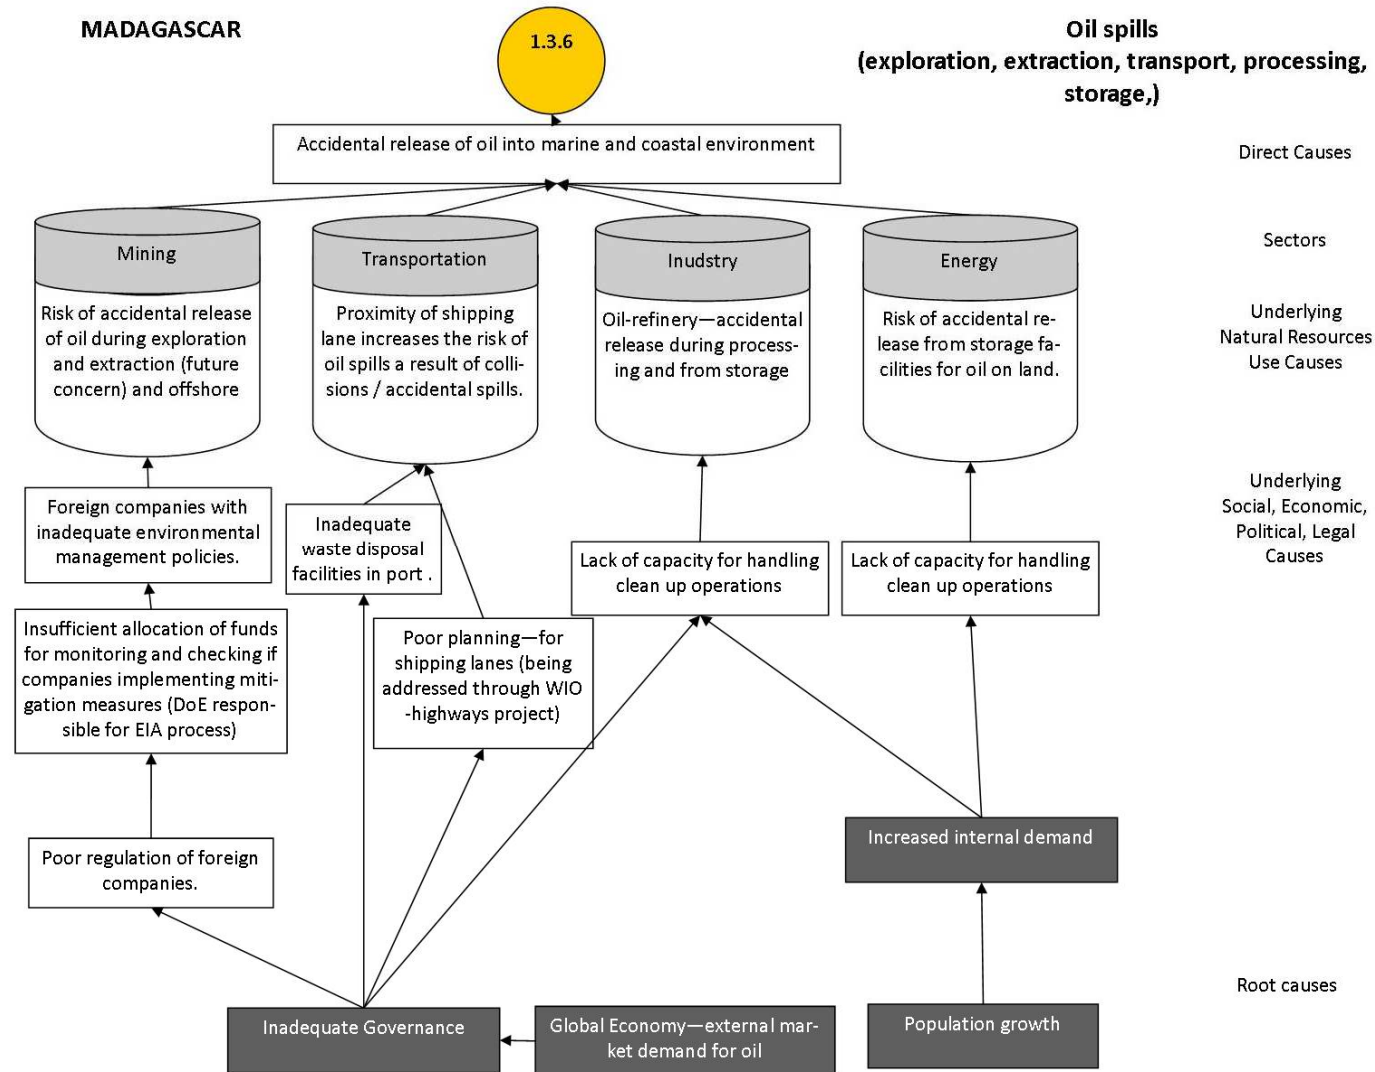 MADAGASCAR
1.3.6
Oil spills
(exploration, extraction, transport, processing,
storage,)
Accidental release of oil into marine and coastal environment
Direct Causes
Mining
Transportation
Inudstry
Energy
Sectors
Risk of accidental release
of oil during exploration
and extraction (future
concern) and offshore
Proximity of shipping
lane increases the risk of
oil spills a result of colli-
sions / accidental spills.
Oil-refinery—accidental
release during process-
ing and from storage
Risk of accidental re-
lease from storage fa-
cilities for oil on land.
Underlying
Natural Resources
Use Causes
Foreign companies with
inadequate environmental
management policies.
Inadequate
waste disposal
facilities in port .
Lack of capacity for handling
clean up operations
Lack of capacity for handling
clean up operations
Underlying
Social, Economic,
Political, Legal
Causes
Insufficient allocation of funds
for monitoring and checking if
companies implementing miti-
gation measures (DoE respon-
sible for EIA process)
Poor planning—for
shipping lanes (being
addressed through WIO
-highways project)
Poor regulation of foreign
companies.
Increased internal demand
Inadequate Governance
Global Economy—external mar-
ket demand for oil
Population growth
Root causes